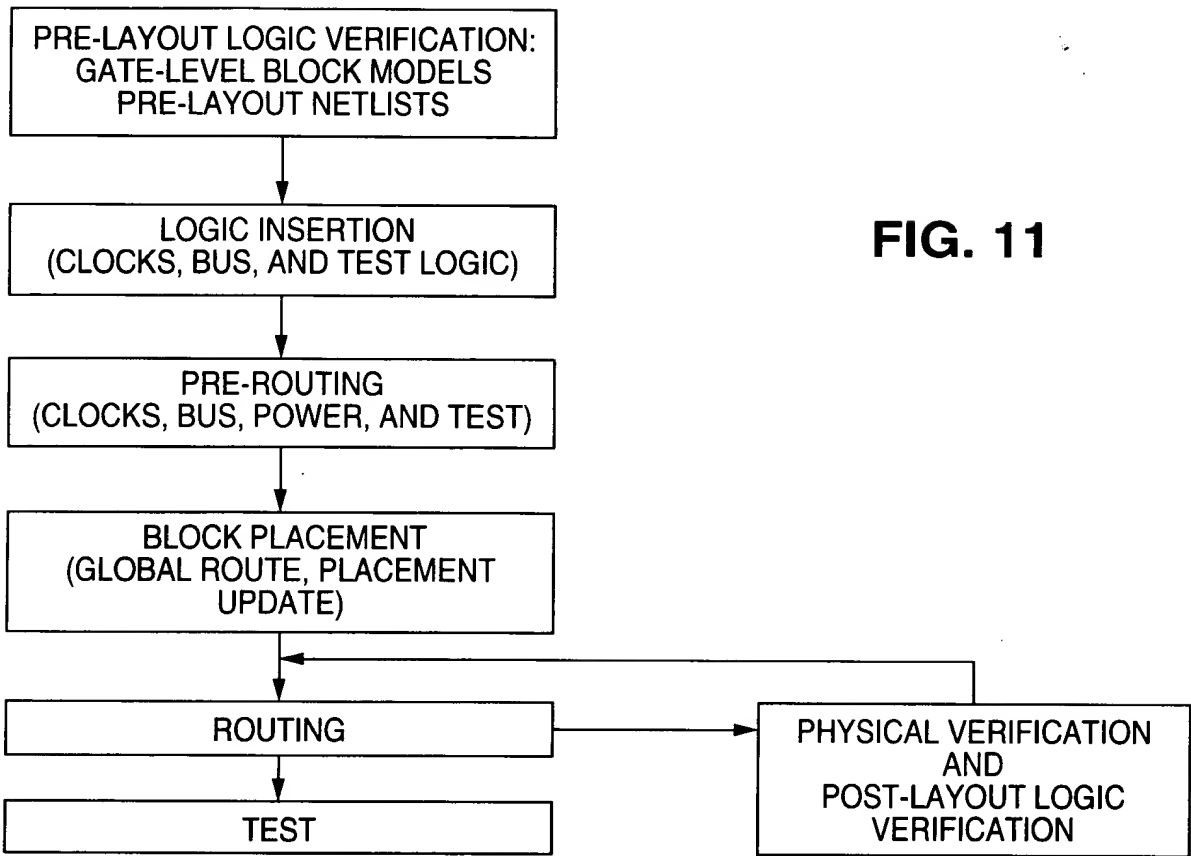 PRE-LAYOUT LOGIC VERIFICATION:
GATE-LEVEL BLOCK MODELS
PRE-LAYOUT NETLISTS
LOGIC INSERTION
(CLOCKS, BUS, AND TEST LOGIC)
FIG. 11
PRE-ROUTING
(CLOCKS, BUS, POWER, AND TEST)
BLOCK PLACEMENT
(GLOBAL ROUTE, PLACEMENT
UPDATE)
ROUTING
PHYSICAL VERIFICATION
AND
POST-LAYOUT LOGIC
VERIFICATION
TEST